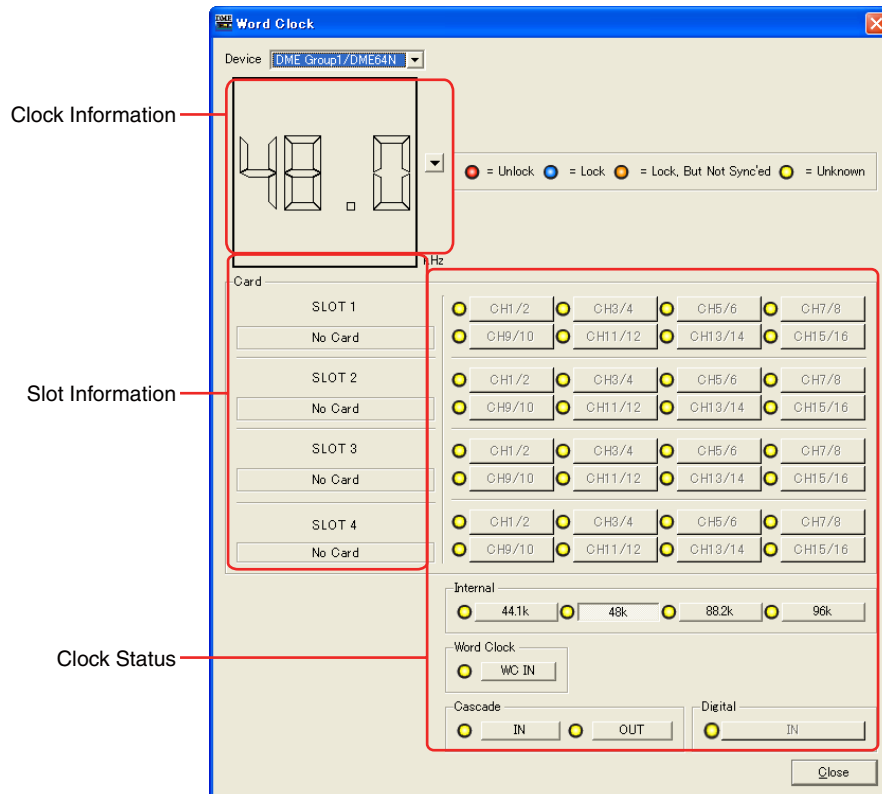 Word Clock
Device DME Group1/DME64N
Clock Information
48.0
= Unlock = Lock = Lock, But Not Sync'ed = Unknown
Card
SLOT 1
CH1/2 CH3/4 CH5/6 CH7/8
No Card
CH9/10 CH11/12 CH13/14 CH15/16
Slot Information
SLOT 2
CH1/2 CH3/4 CH5/6 CH7/8
No Card
CH9/10 CH11/12 CH13/14 CH15/16
SLOT 3
CH1/2 CH3/4 CH5/6 CH7/8
No Card
CH9/10 CH11/12 CH13/14 CH15/16
SLOT 4
CH1/2 CH3/4 CH5/6 CH7/8
No Card
CH9/10 CH11/12 CH13/14 CH15/16
Internal
44.1k 48k 88.2k 96k
Clock Status
Word Clock
WC IN
Cascade
IN OUT
Digital
IN
Close